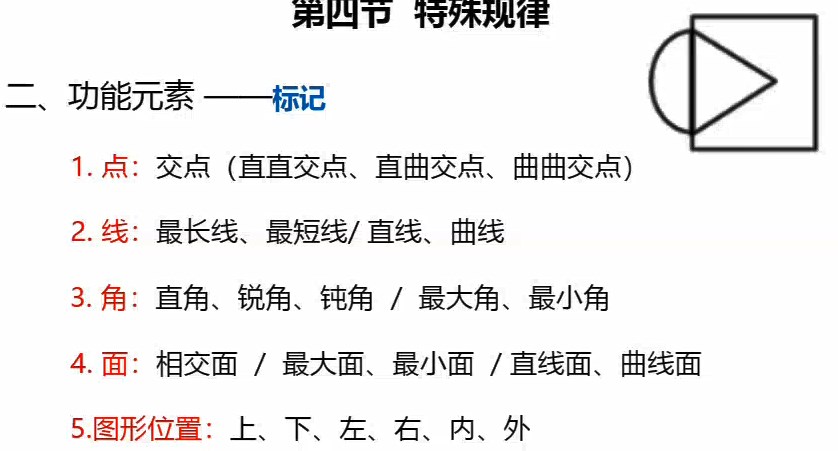 第四节 特殊规律
二、功能元素 ——标记
1. 点：交点（直直交点、直曲交点、曲曲交点）
2. 线：最长线、最短线/ 直线、曲线
3. 角：直角、锐角、钝角 / 最大角、最小角
4. 面：相交面 / 最大面、最小面 / 直线面、曲线面
5.图形位置：上、下、左、右、内、外